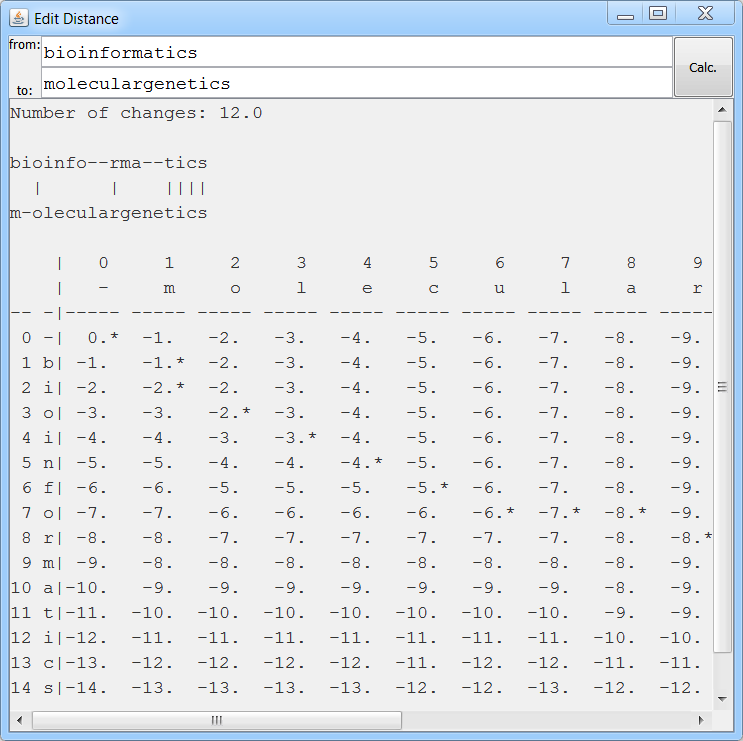 Edit Distance
from: bioinformatics
to: moleculargenetics
Calc.
Number of changes: 12.0
bioinfo--rma--tics
  |       |    ||||
m-oleculargenetics
     |   0     1     2     3     4     5     6     7     8     9
     |   -     m     o     l     e     c     u     l     a     r
-- -|----- ----- ----- ----- ----- ----- ----- ----- ----- -----
 0 -|  0.*  -1.   -2.   -3.   -4.   -5.   -6.   -7.   -8.   -9.
 1 b| -1.   -1.*  -2.   -3.   -4.   -5.   -6.   -7.   -8.   -9.
 2 i| -2.   -2.*  -2.   -3.   -4.   -5.   -6.   -7.   -8.   -9.
 3 o| -3.   -3.   -2.*  -3.   -4.   -5.   -6.   -7.   -8.   -9.
 4 i| -4.   -4.   -3.   -3.*  -4.   -5.   -6.   -7.   -8.   -9.
 5 n| -5.   -5.   -4.   -4.   -4.*  -5.   -6.   -7.   -8.   -9.
 6 f| -6.   -6.   -5.   -5.   -5.   -5.*  -6.   -7.   -8.   -9.
 7 o| -7.   -7.   -6.   -6.   -6.   -6.   -6.*  -7.*  -8.*  -9.
 8 r| -8.   -8.   -7.   -7.   -7.   -7.   -7.   -7.   -8.   -8.*
 9 m| -9.   -8.   -8.   -8.   -8.   -8.   -8.   -8.   -8.   -9.
10 a|-10.   -9.   -9.   -9.   -9.   -9.   -9.   -9.   -8.   -9.
11 t|-11.  -10.  -10.  -10.  -10.  -10.  -10.  -10.   -9.   -9.
12 i|-12.  -11.  -11.  -11.  -11.  -11.  -11.  -11.  -10.  -10.
13 c|-13.  -12.  -12.  -12.  -12.  -11.  -12.  -12.  -11.  -11.
14 s|-14.  -13.  -13.  -13.  -13.  -12.  -12.  -13.  -12.  -12.